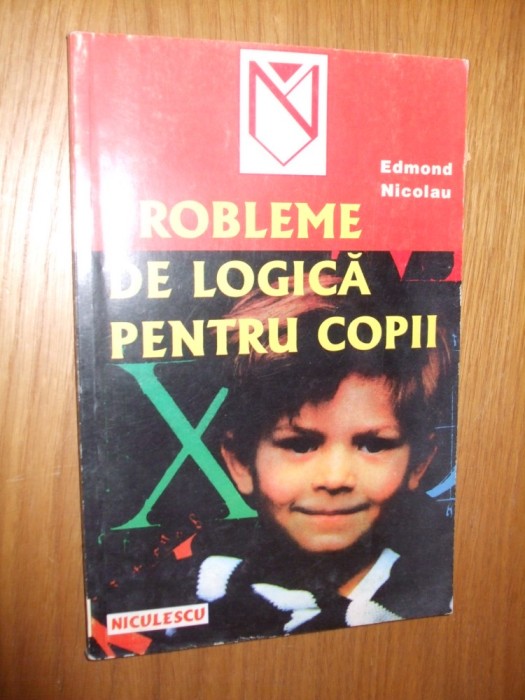 Edmond
Nicolau
PROBLEME
DE LOGICĂ
PENTRU COPII
X
NICULESCU